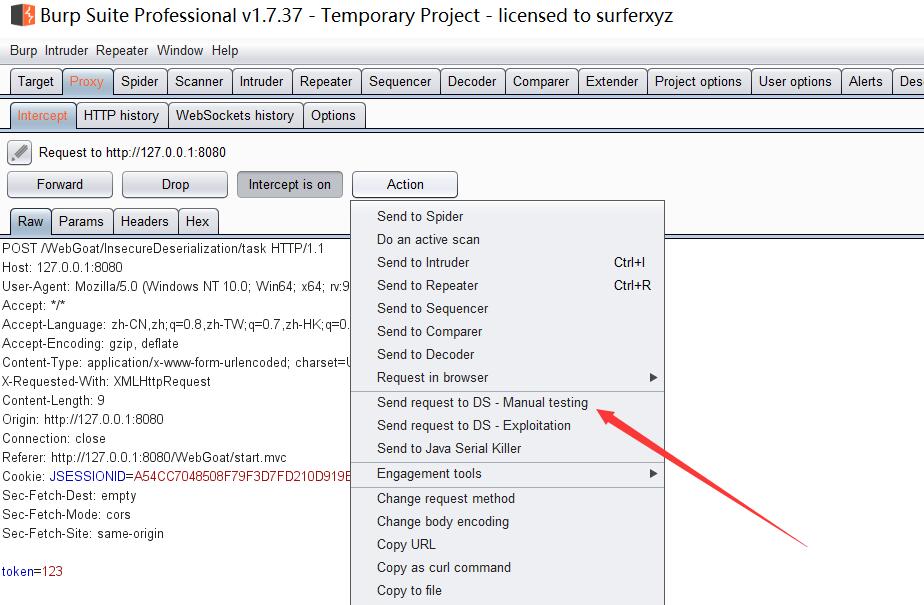 Burp Suite Professional v1.7.37 - Temporary Project - licensed to surferxyz
Burp Intruder Repeater Window Help
Target Proxy Spider Scanner Intruder Repeater Sequencer Decoder Comparer Extender Project options User options Alerts Des
Intercept HTTP history WebSockets history Options
Request to http://127.0.0.1:8080
Forward Drop Intercept is on Action
Raw Params Headers Hex
POST /WebGoat/InsecureDeserialization/task HTTP/1.1
Host: 127.0.0.1:8080
User-Agent: Mozilla/5.0 (Windows NT 10.0; Win64; x64; rv:9
Accept: */*
Accept-Language: zh-CN,zh;q=0.8,zh-TW;q=0.7,zh-HK;q=0.
Accept-Encoding: gzip, deflate
Content-Type: application/x-www-form-urlencoded; charset=U
X-Requested-With: XMLHttpRequest
Content-Length: 9
Origin: http://127.0.0.1:8080
Connection: close
Referer: http://127.0.0.1:8080/WebGoat/start.mvc
Cookie: JSESSIONID=A54CC7048508F79F3D7FD210D919E
Sec-Fetch-Dest: empty
Sec-Fetch-Mode: cors
Sec-Fetch-Site: same-origin
token=123
Send to Spider
Do an active scan
Send to Intruder Ctrl+I
Send to Repeater Ctrl+R
Send to Sequencer
Send to Comparer
Send to Decoder
Request in browser
Send request to DS - Manual testing
Send request to DS - Exploitation
Send to Java Serial Killer
Engagement tools
Change request method
Change body encoding
Copy URL
Copy as curl command
Copy to file